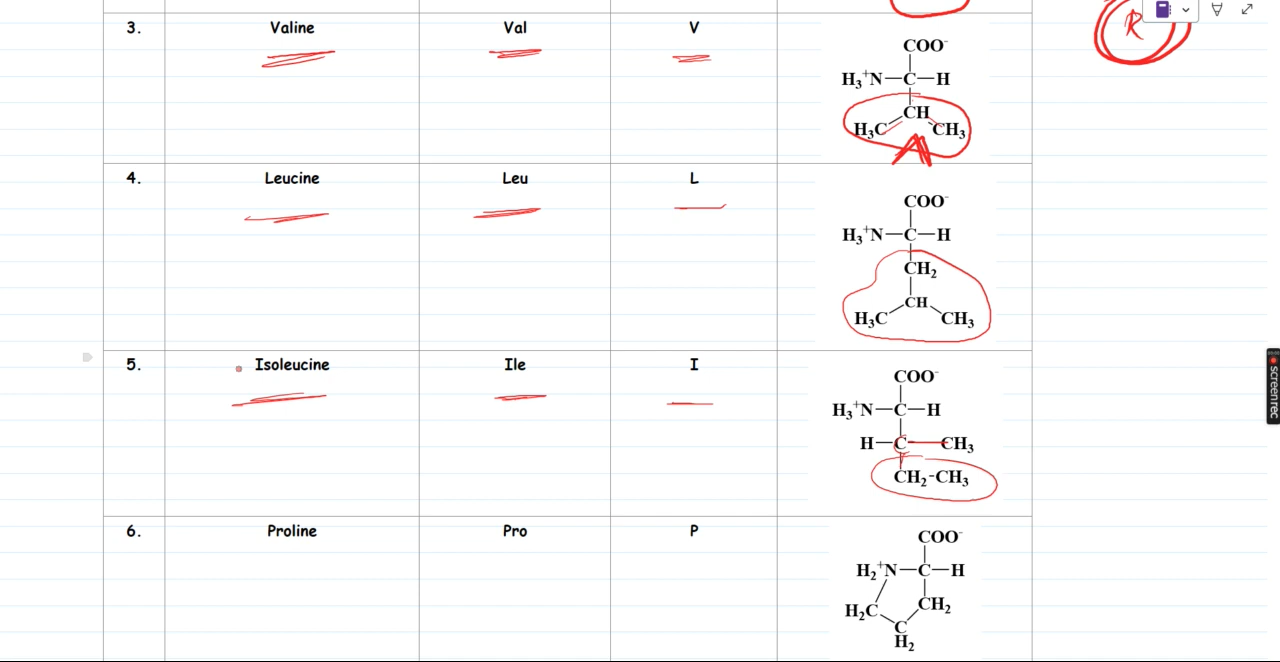 R
3. Valine Val V
COO⁻
H₃⁺N—C—H
CH
H₃C CH₃
4. Leucine Leu L
COO⁻
H₃⁺N—C—H
CH₂
CH
H₃C CH₃
5. Isoleucine Ile I
COO⁻
H₃⁺N—C—H
H—C—CH₃
CH₂-CH₃
6. Proline Pro P
COO⁻
H₂⁺N—C—H
H₂C CH₂
C
H₂
screenrec